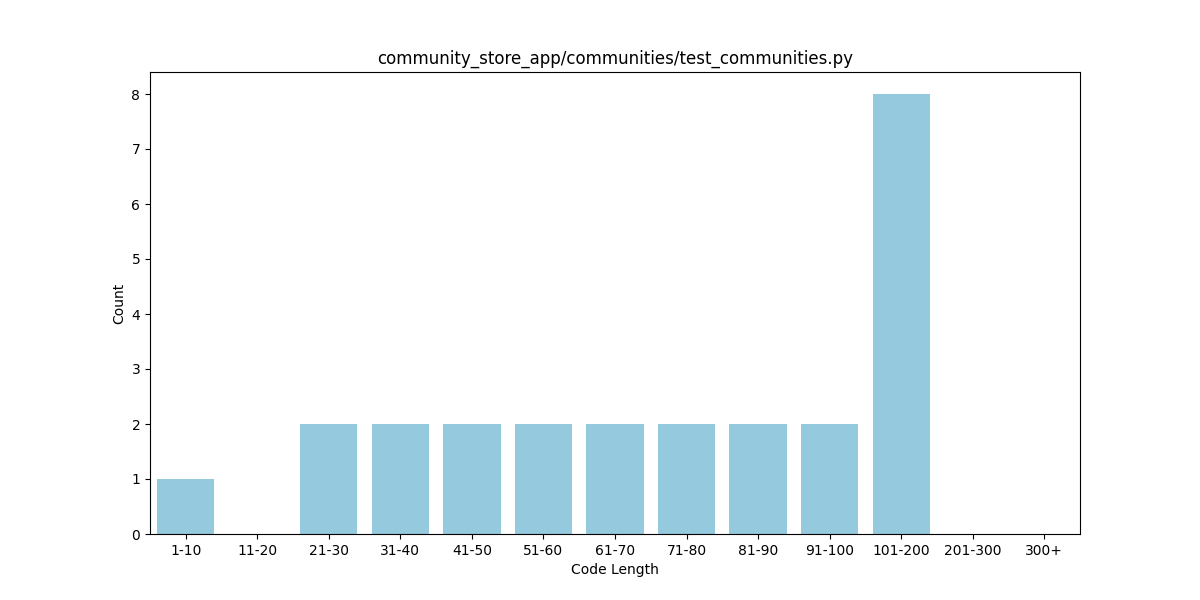 community_store_app/communities/test_communities.py
8
7
6
5
4
3
2
1
0
Count
1-10 11-20 21-30 31-40 41-50 51-60 61-70 71-80 81-90 91-100 101-200 201-300 300+
Code Length